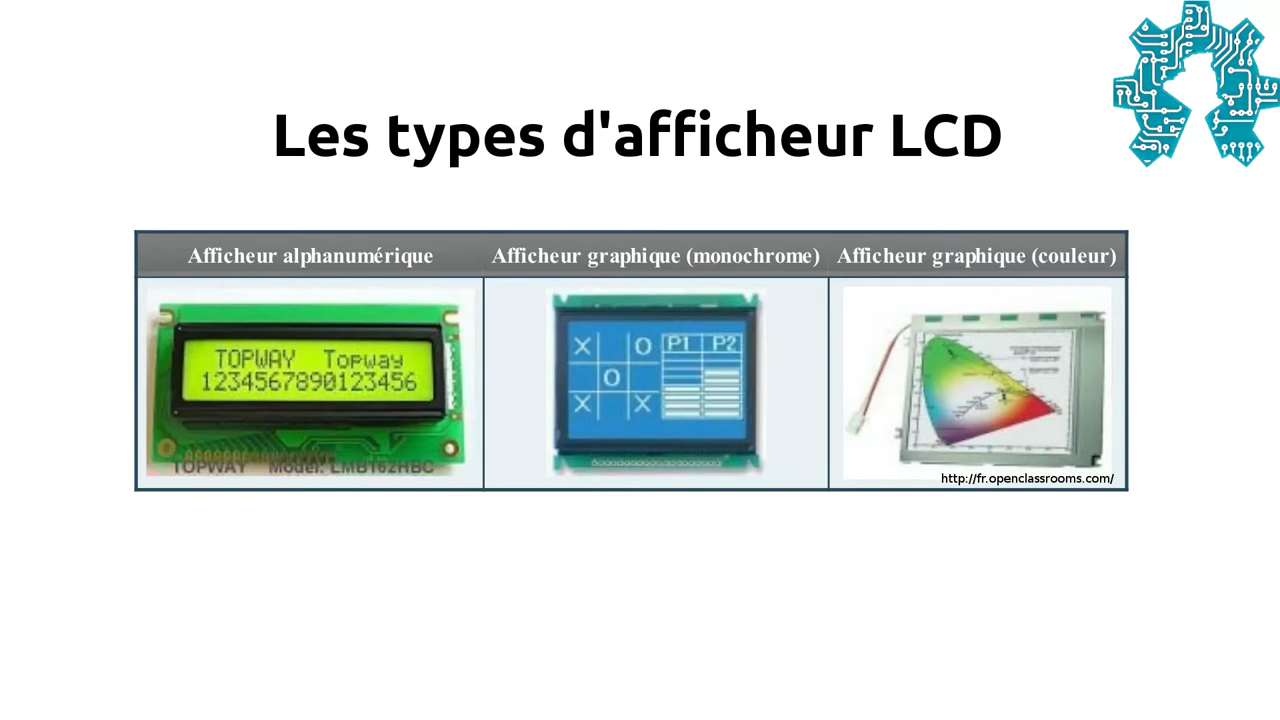 Les types d'afficheur LCD
Afficheur alphanumérique
Afficheur graphique (monochrome)
Afficheur graphique (couleur)
TOPWAY Topway
1234567890123456
TOPWAY Model: LMB162HBC
X O
O
X X
P1 P2
http://fr.openclassrooms.com/